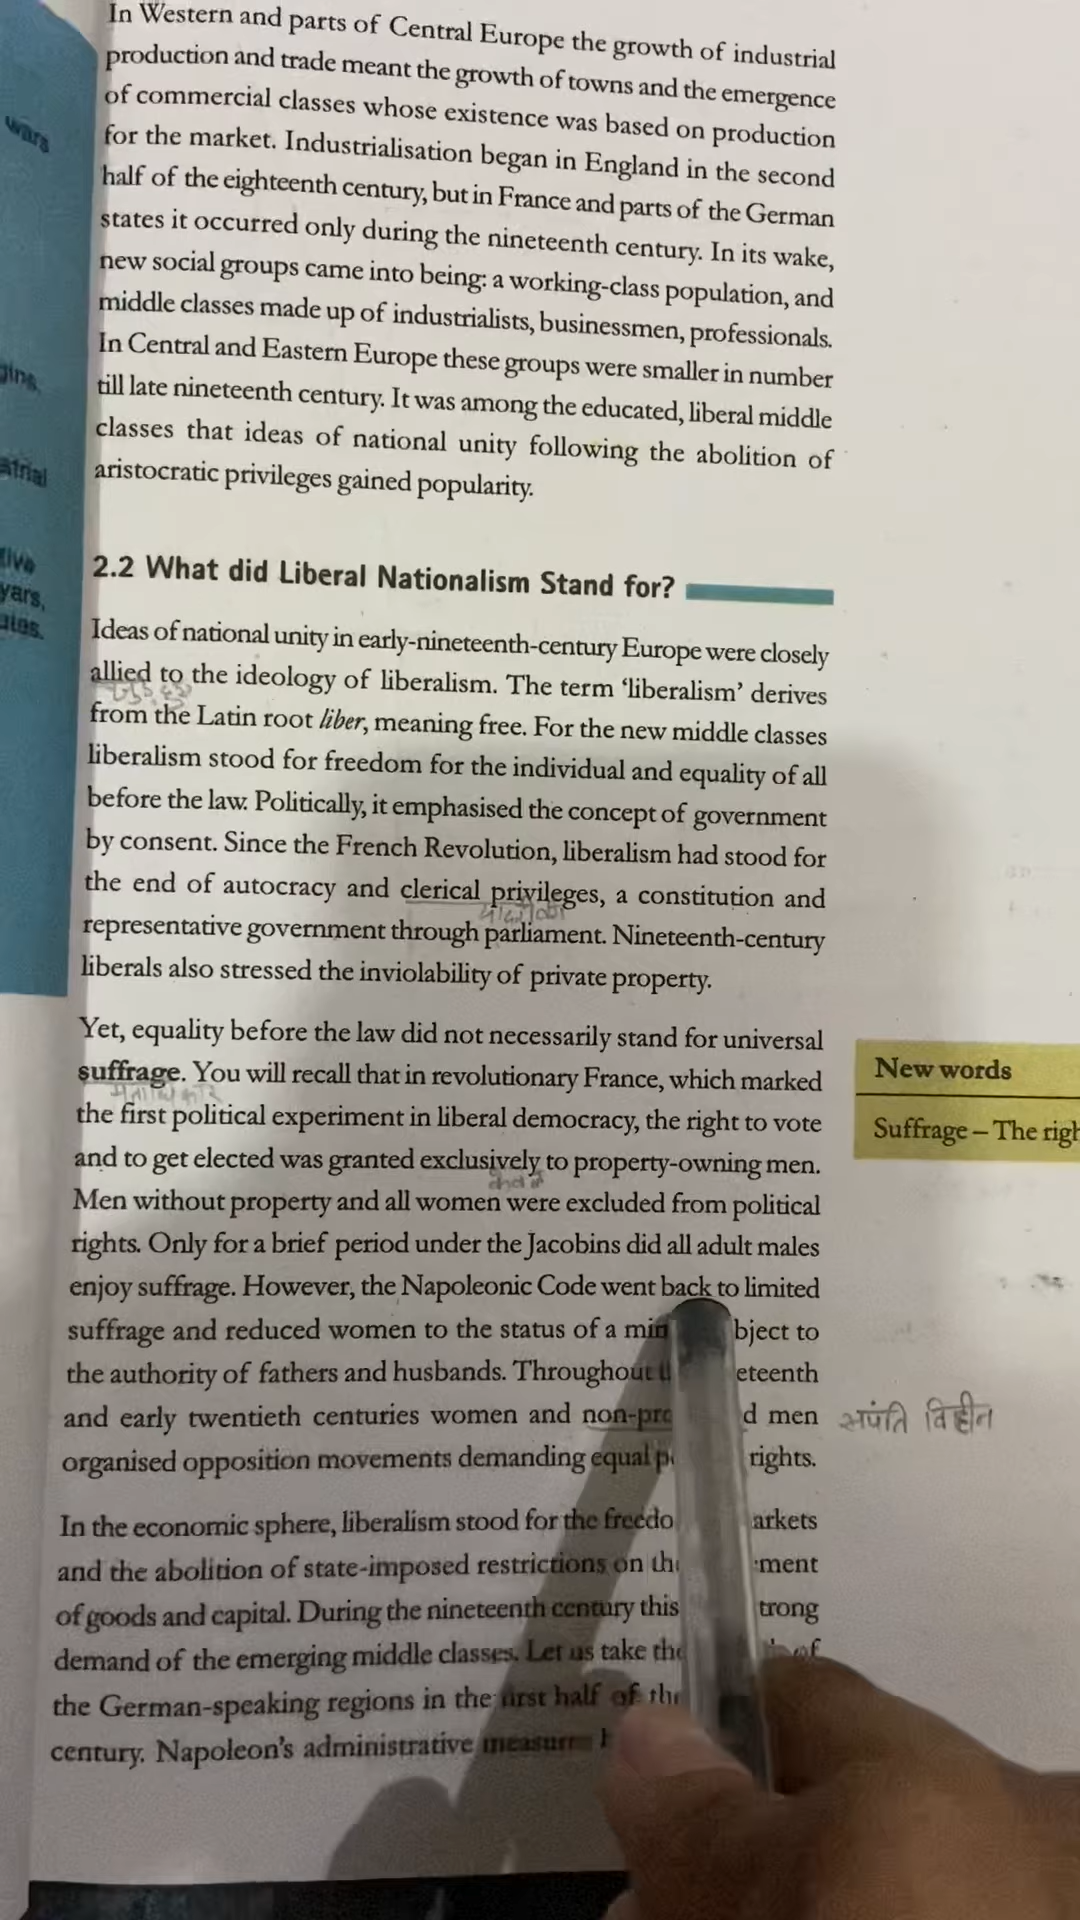 In Western and parts of Central Europe the growth of industrial
production and trade meant the growth of towns and the emergence
of commercial classes whose existence was based on production
for the market. Industrialisation began in England in the second
half of the eighteenth century, but in France and parts of the German
states it occurred only during the nineteenth century. In its wake,
new social groups came into being: a working-class population, and
middle classes made up of industrialists, businessmen, professionals.
In Central and Eastern Europe these groups were smaller in number
till late nineteenth century. It was among the educated, liberal middle
classes that ideas of national unity following the abolition of
aristocratic privileges gained popularity.
wars
2.2 What did Liberal Nationalism Stand for?
Ideas of national unity in early-nineteenth-century Europe were closely
allied to the ideology of liberalism. The term ‘liberalism’ derives
from the Latin root liber, meaning free. For the new middle classes
liberalism stood for freedom for the individual and equality of all
before the law. Politically, it emphasised the concept of government
by consent. Since the French Revolution, liberalism had stood for
the end of autocracy and clerical privileges, a constitution and
representative government through parliament. Nineteenth-century
liberals also stressed the inviolability of private property.
Yet, equality before the law did not necessarily stand for universal
suffrage. You will recall that in revolutionary France, which marked
मताधिकार
the first political experiment in liberal democracy, the right to vote
and to get elected was granted exclusively to property-owning men.
Men without property and all women were excluded from political
rights. Only for a brief period under the Jacobins did all adult males
enjoy suffrage. However, the Napoleonic Code went back to limited
suffrage and reduced women to the status of a min bject to
the authority of fathers and husbands. Throughout eteenth
and early twentieth centuries women and non-pro d men
संपति विहीन
organised opposition movements demanding equal p rights.
In the economic sphere, liberalism stood for the freedo arkets
and the abolition of state-imposed restrictions on the ment
of goods and capital. During the nineteenth century this trong
demand of the emerging middle classes. Let us take the of
the German-speaking regions in the first half of the
century. Napoleon’s administrative measures
New words
Suffrage – The righ